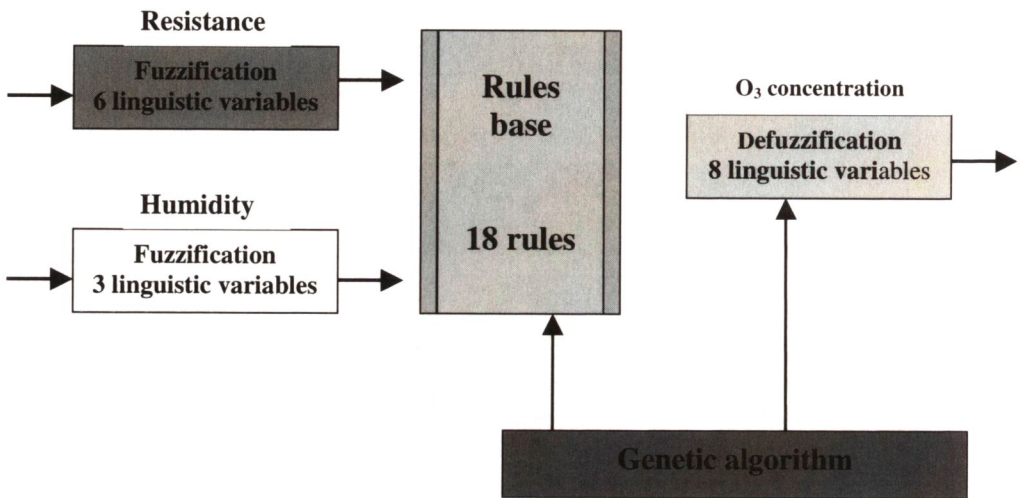 Resistance
Fuzzification
6 linguistic variables
Humidity
Fuzzification
3 linguistic variables
Rules
base
18 rules
O₃ concentration
Defuzzification
8 linguistic variables
Genetic algorithm